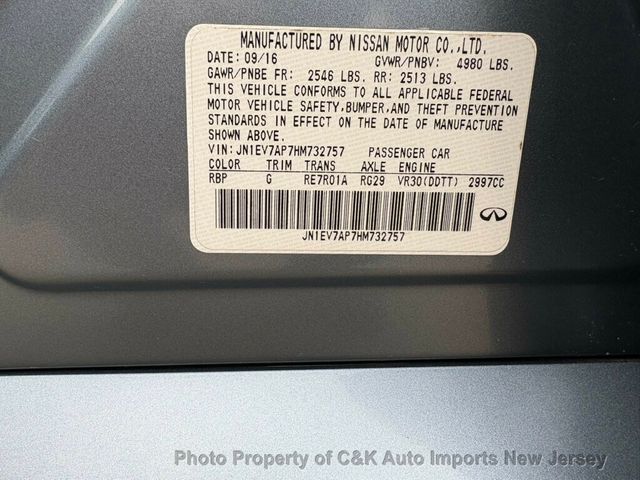 MANUFACTURED BY NISSAN MOTOR CO.,LTD.
DATE: 09/16 GVWR/PNBV: 4980 LBS.
GAWR/PNBE FR: 2546 LBS. RR: 2513 LBS.
THIS VEHICLE CONFORMS TO ALL APPLICABLE FEDERAL
MOTOR VEHICLE SAFETY, BUMPER, AND THEFT PREVENTION
STANDARDS IN EFFECT ON THE DATE OF MANUFACTURE
SHOWN ABOVE.
VIN: JN1EV7AP7HM732757 PASSENGER CAR
COLOR TRIM TRANS AXLE ENGINE
RBP G RE7R01A RG29 VR30(DDTT) 2997CC
JN1EV7AP7HM732757
Photo Property of C&K Auto Imports New Jersey